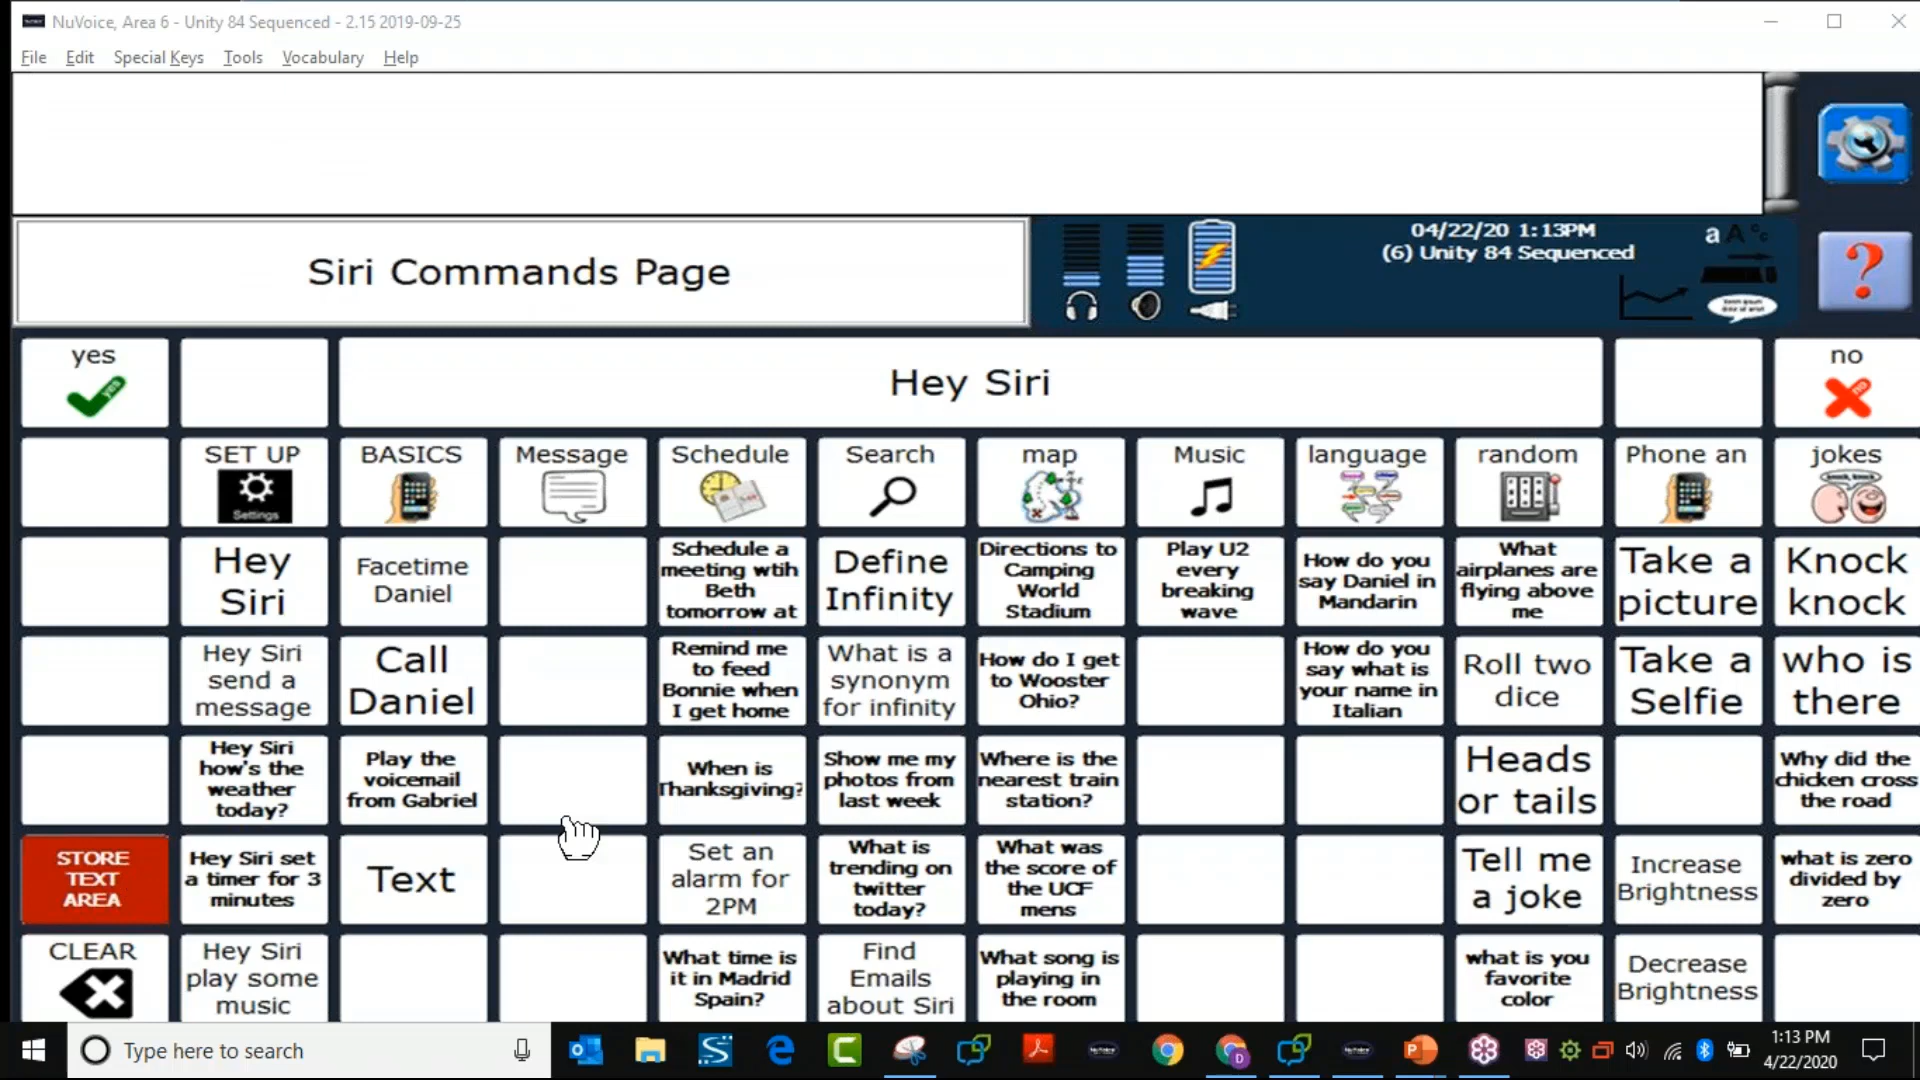 NuVoice, Area 6 - Unity 84 Sequenced - 2.15 2019-09-25
File Edit Special Keys Tools Vocabulary Help
04/22/20 1:13PM
(6) Unity 84 Sequenced
Siri Commands Page
yes
Hey Siri
no
SET UP
Settings
BASICS
Message
Schedule
Search
map
Music
language
random
Phone an
jokes
Hey
Siri
Facetime
Daniel
Schedule a
meeting wtih
Beth
tomorrow at
Define
Infinity
Directions to
Camping
World
Stadium
Play U2
every
breaking
wave
How do you
say Daniel in
Mandarin
What
airplanes are
flying above
me
Take a
picture
Knock
knock
Hey Siri
send a
message
Call
Daniel
Remind me
to feed
Bonnie when
I get home
What is a
synonym
for infinity
How do I get
to Wooster
Ohio?
How do you
say what is
your name in
Italian
Roll two
dice
Take a
Selfie
who is
there
Hey Siri
how's the
weather
today?
Play the
voicemail
from Gabriel
When is
Thanksgiving?
Show me my
photos from
last week
Where is the
nearest train
station?
Heads
or tails
Why did the
chicken cross
the road
STORE
TEXT
AREA
Hey Siri set
a timer for 3
minutes
Text
Set an
alarm for
2PM
What is
trending on
twitter
today?
What was
the score of
the UCF
mens
Tell me
a joke
Increase
Brightness
what is zero
divided by
zero
CLEAR
Hey Siri
play some
music
What time is
it in Madrid
Spain?
Find
Emails
about Siri
What song is
playing in
the room
what is you
favorite
color
Decrease
Brightness
Type here to search
1:13 PM
4/22/2020